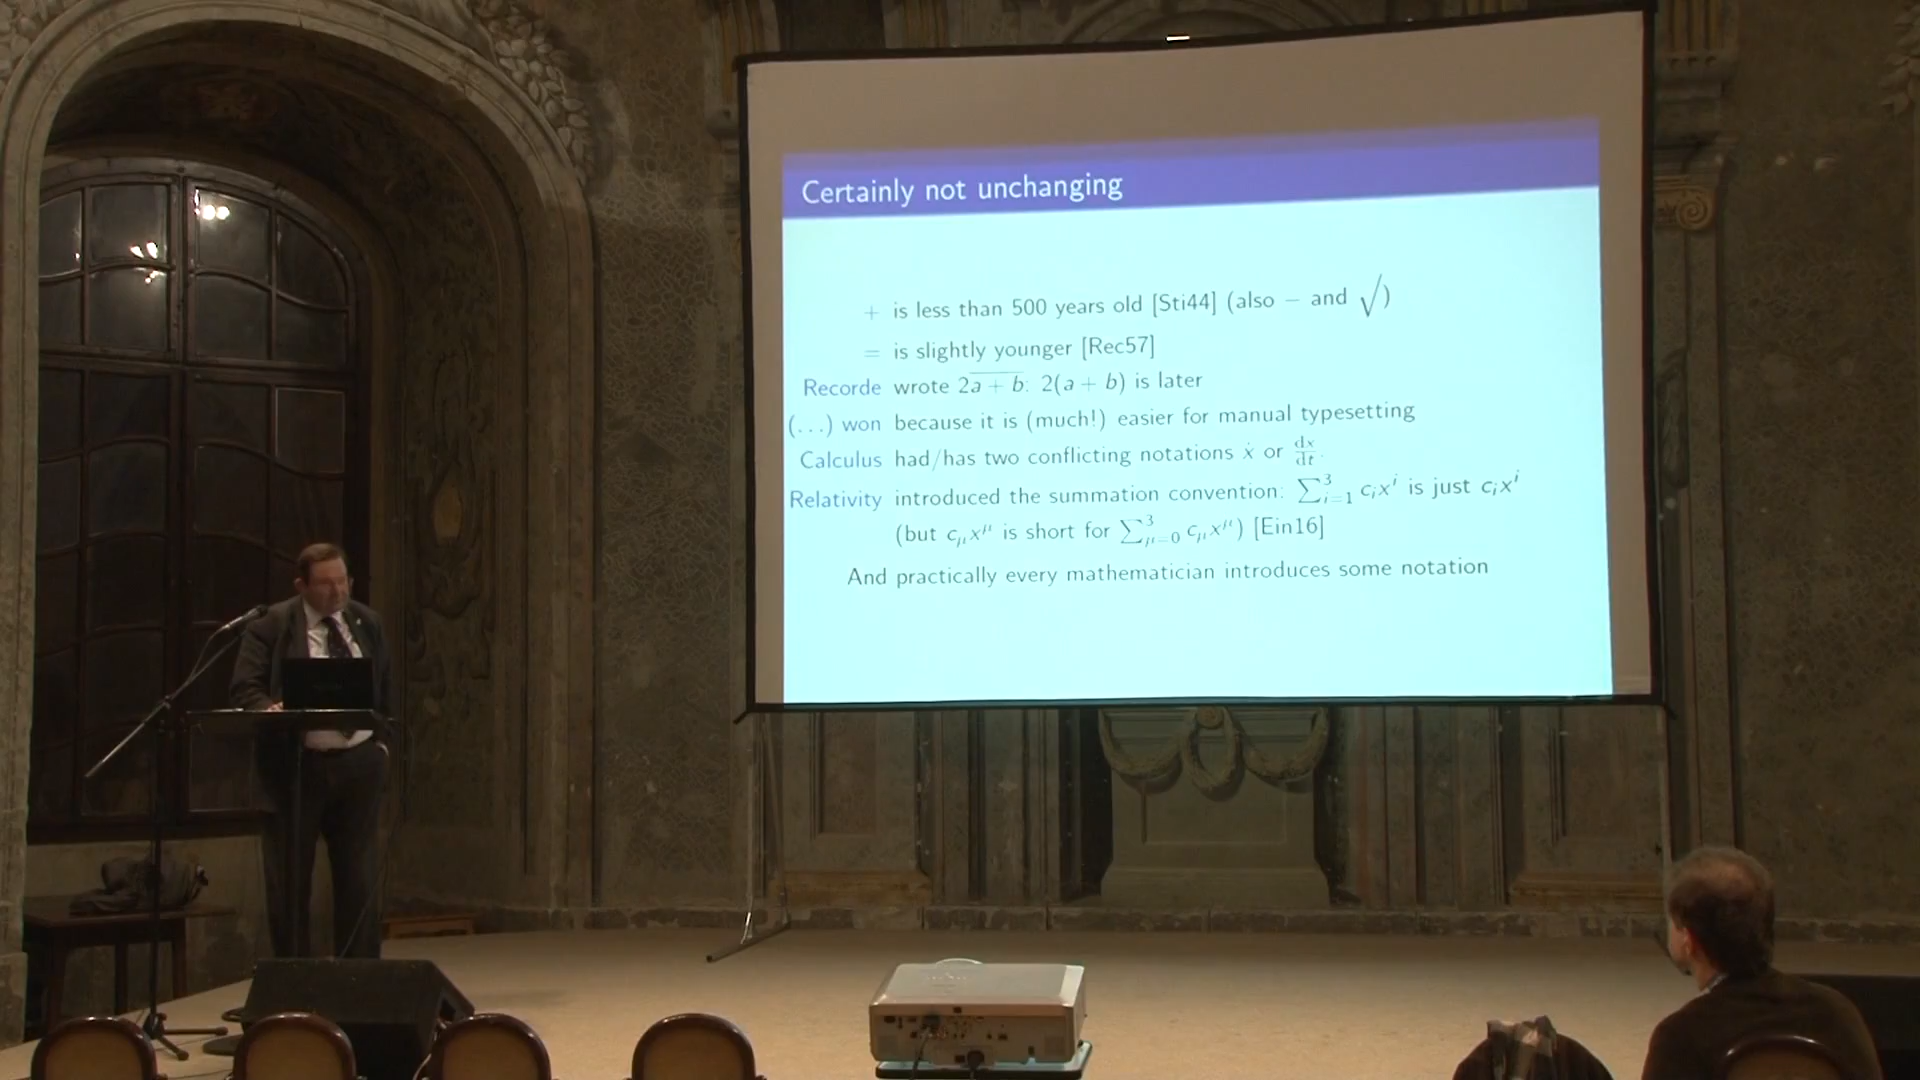 Certainly not unchanging
+ is less than 500 years old [Sti44] (also − and √)
= is slightly younger [Rec57]
Recorde wrote 2a̅ ̅+̅ ̅b̅: 2(a + b) is later
(...) won because it is (much!) easier for manual typesetting
Calculus had/has two conflicting notations ẋ or dx/dt.
Relativity introduced the summation convention: ∑³ᵢ₌₁ cᵢxⁱ is just cᵢxⁱ
(but c_μ x^μ is short for ∑³_μ=0 c_μ x^μ) [Ein16]
And practically every mathematician introduces some notation